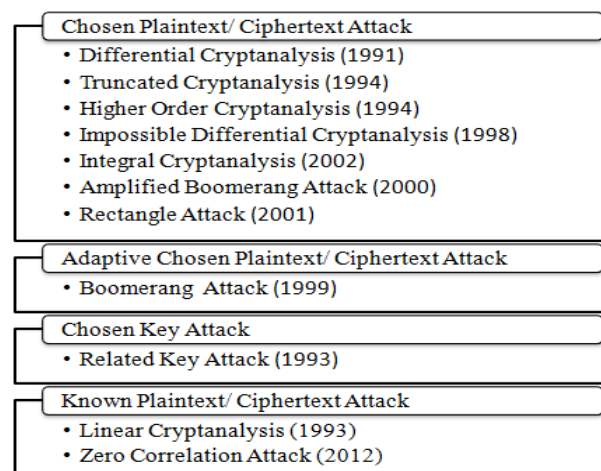 Chosen Plaintext/ Ciphertext Attack
• Differential Cryptanalysis (1991)
• Truncated Cryptanalysis (1994)
• Higher Order Cryptanalysis (1994)
• Impossible Differential Cryptanalysis (1998)
• Integral Cryptanalysis (2002)
• Amplified Boomerang Attack (2000)
• Rectangle Attack (2001)
Adaptive Chosen Plaintext/ Ciphertext Attack
• Boomerang Attack (1999)
Chosen Key Attack
• Related Key Attack (1993)
Known Plaintext/ Ciphertext Attack
• Linear Cryptanalysis (1993)
• Zero Correlation Attack (2012)